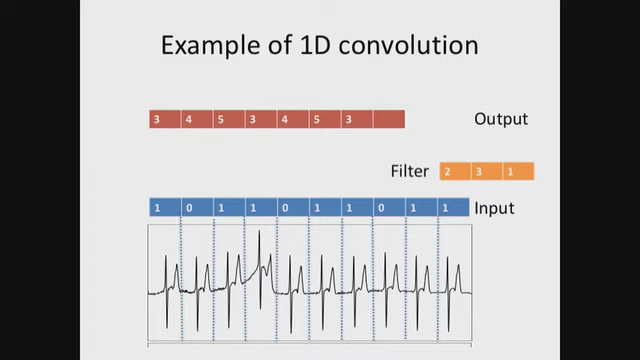 Example of 1D convolution
3 4 5 3 4 5 3 Output
Filter 2 3 1
1 0 1 1 0 1 1 0 1 1 Input